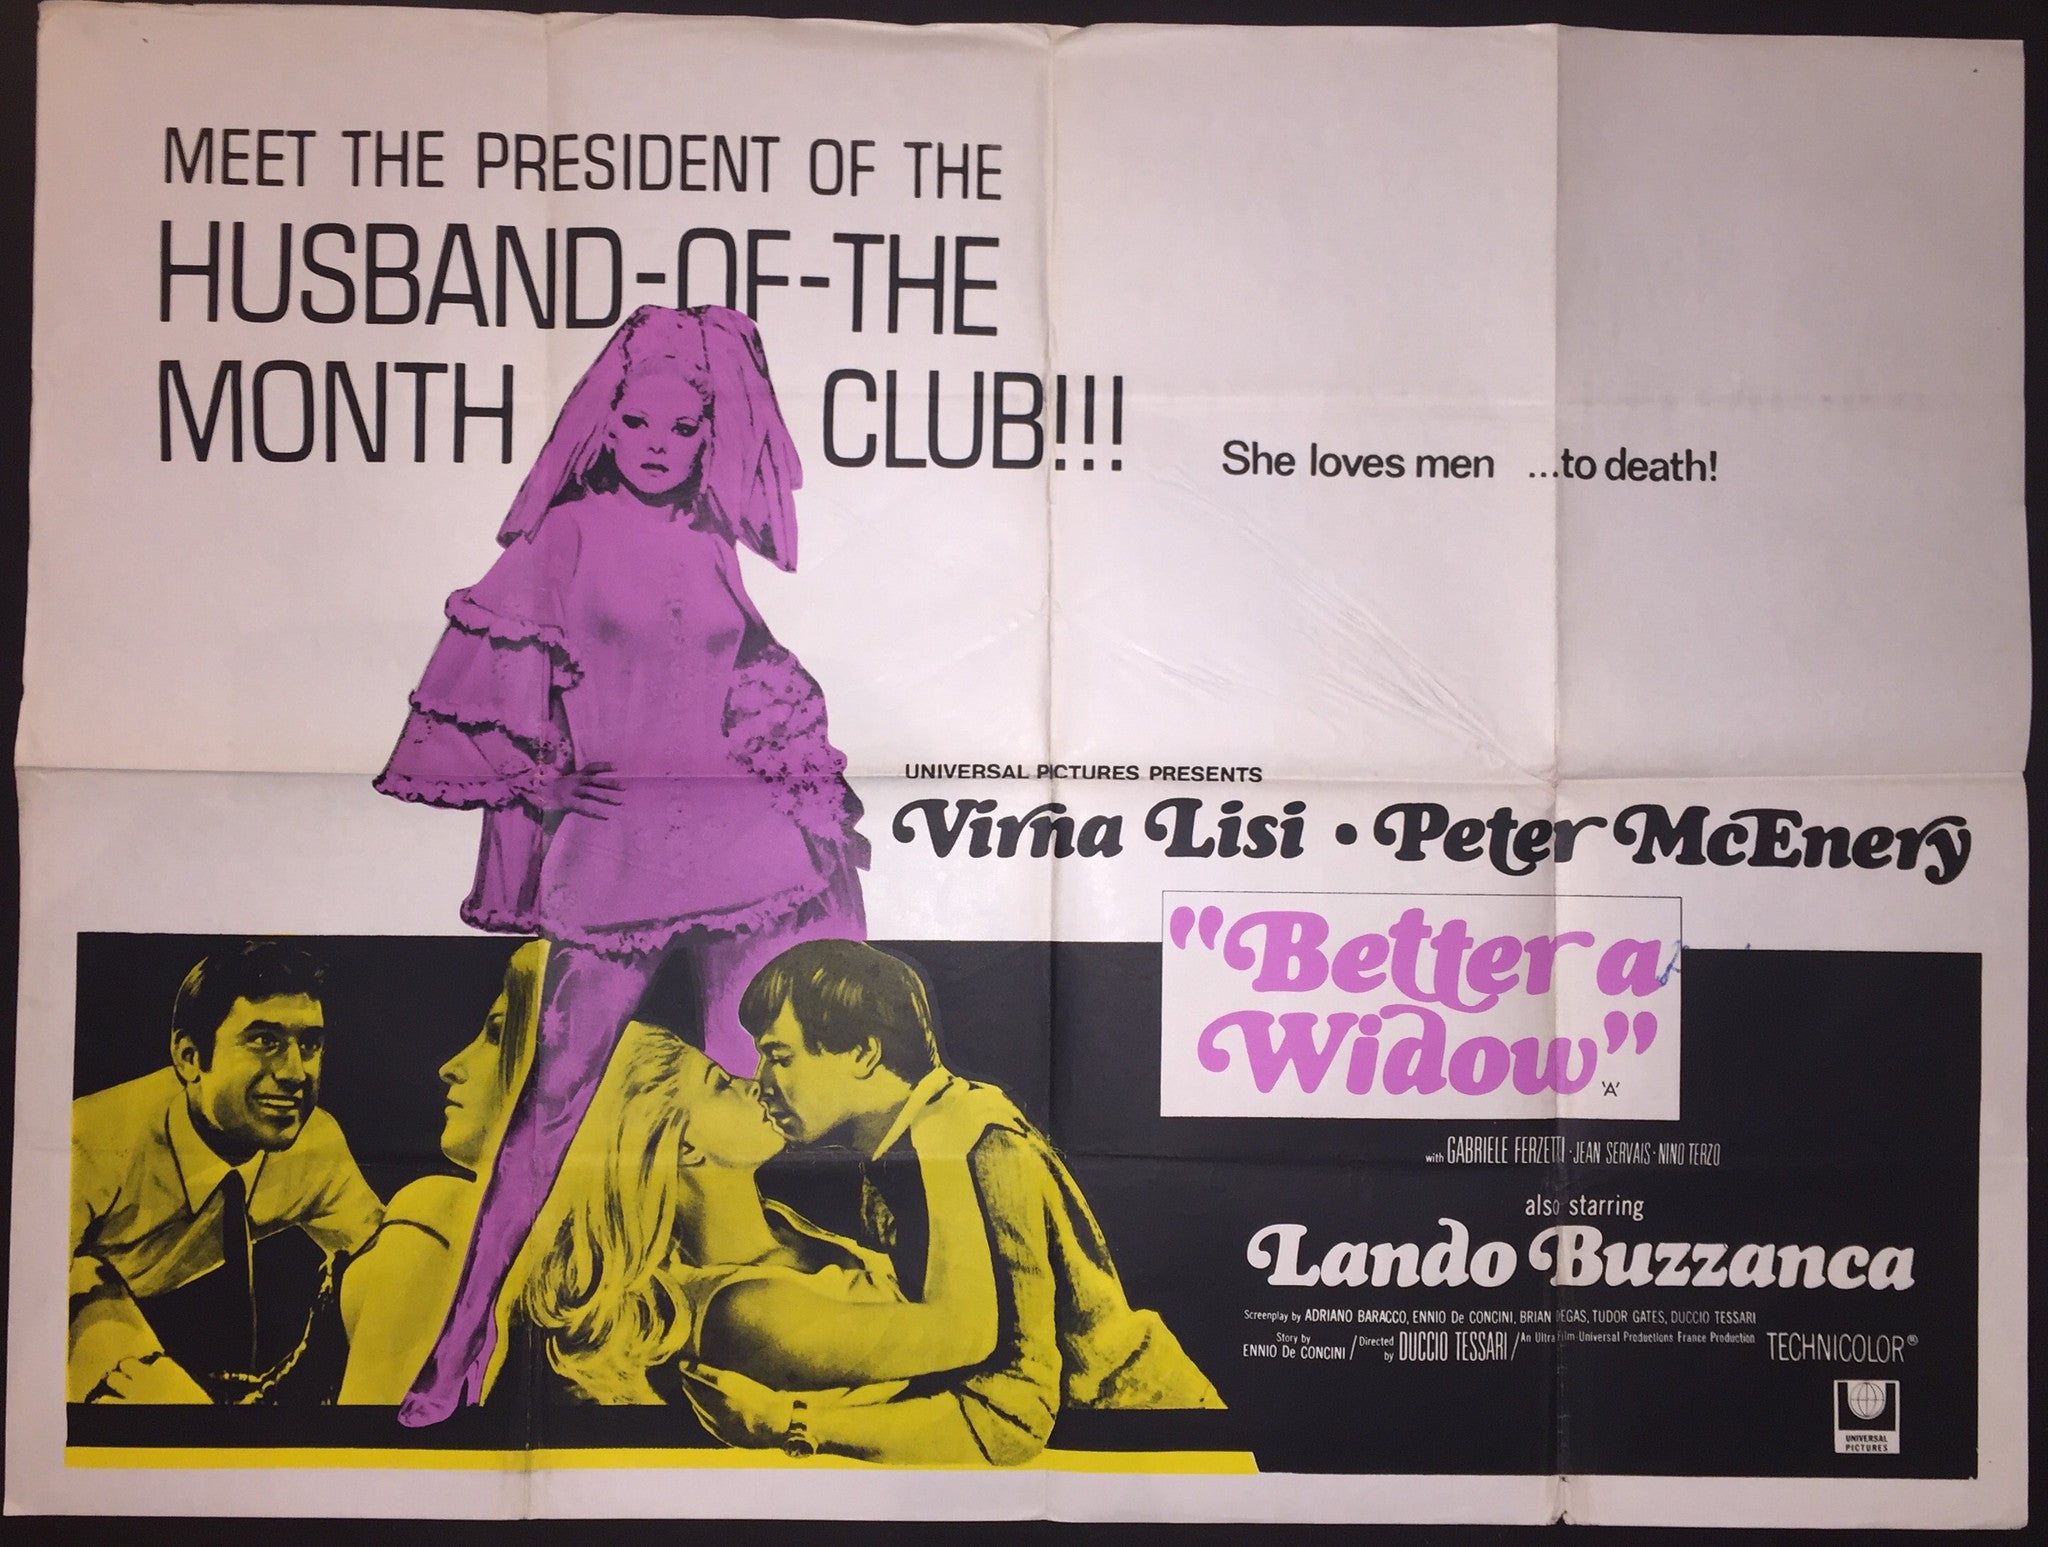 MEET THE PRESIDENT OF THE
HUSBAND-OF-THE
MONTH CLUB!!!
She loves men ...to death!
UNIVERSAL PICTURES PRESENTS
Virna Lisi • Peter McEnery
"Better a
Widow"
'A'
with GABRIELE FERZETTI · JEAN SERVAIS · NINO TERZO
also starring
Lando Buzzanca
Screenplay by ADRIANO BARACCO, ENNIO De CONCINI, BRIAN DEGAS, TUDOR GATES, DUCCIO TESSARI
Story by ENNIO De CONCINI / Directed by DUCCIO TESSARI / An Ultra Film-Universal Productions France Production TECHNICOLOR®
UNIVERSAL
PICTURES